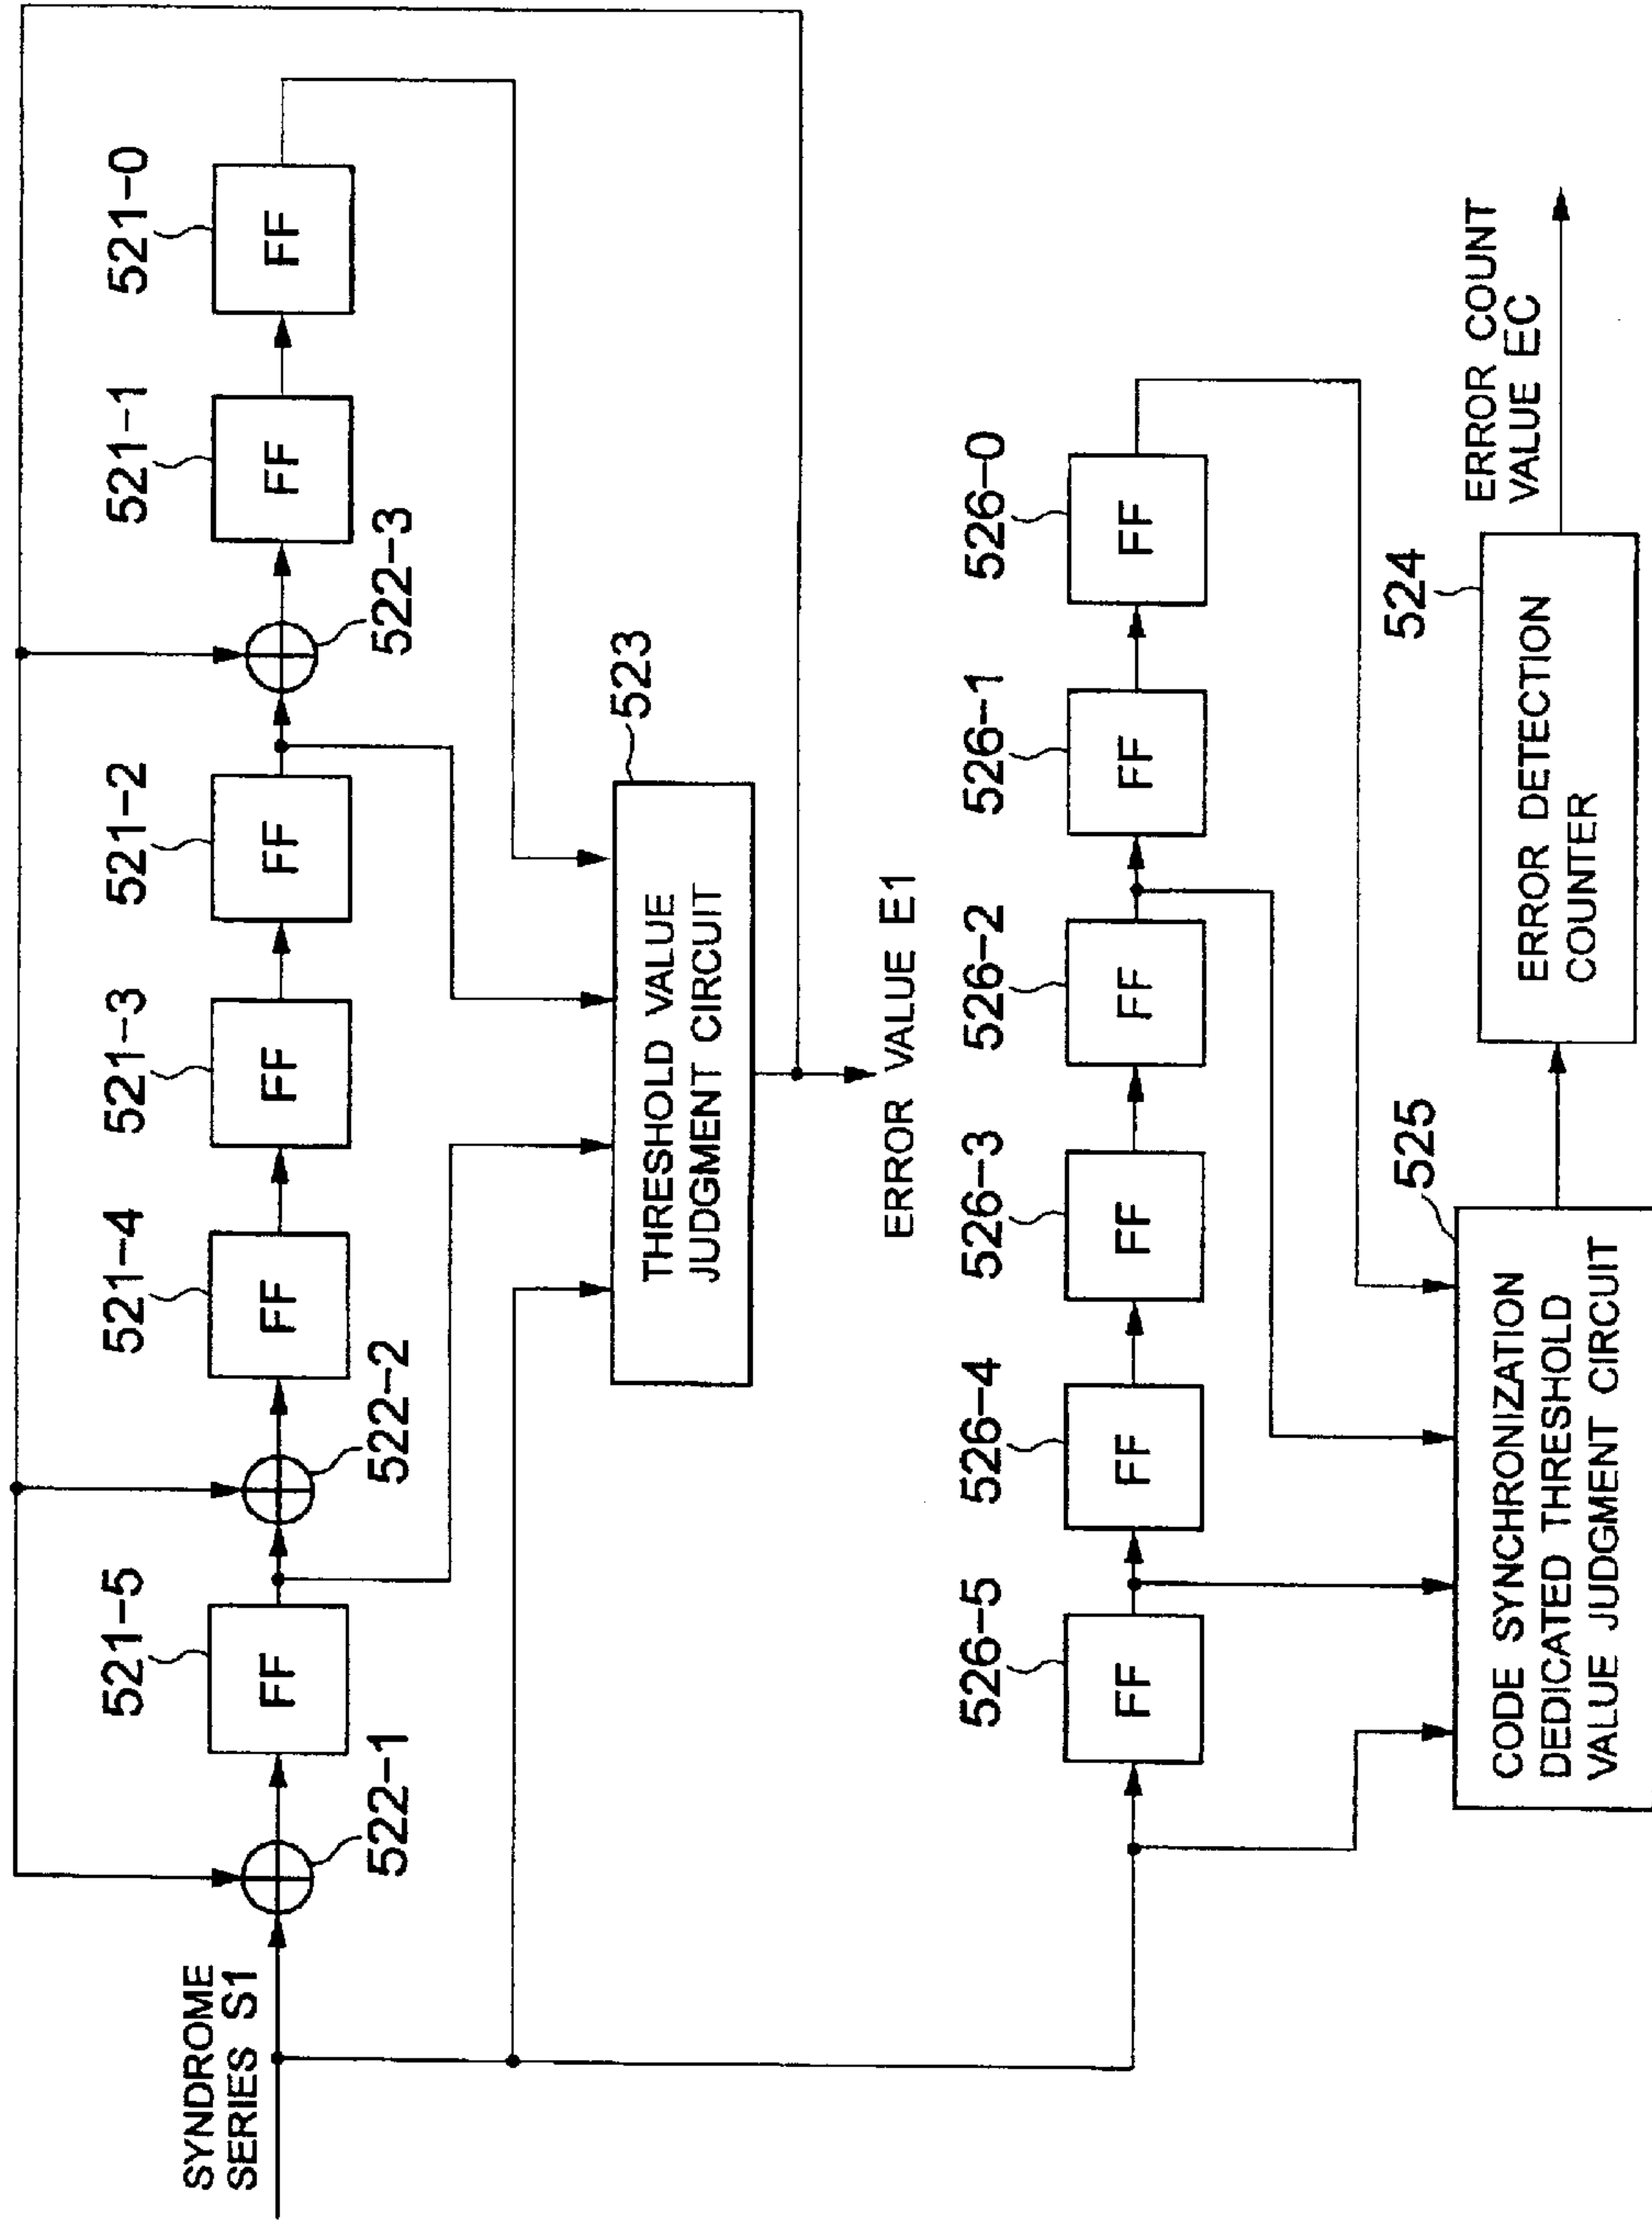 SYNDROME
SERIES S1
522-1
521-5
FF
522-2
521-4
FF
521-3
FF
521-2
FF
522-3
521-1
FF
521-0
FF
523
THRESHOLD VALUE
JUDGMENT CIRCUIT
ERROR VALUE E1
526-5
FF
526-4
FF
526-3
FF
526-2
FF
526-1
FF
526-0
FF
525
CODE SYNCHRONIZATION
DEDICATED THRESHOLD
VALUE JUDGMENT CIRCUIT
524
ERROR DETECTION
COUNTER
ERROR COUNT
VALUE EC